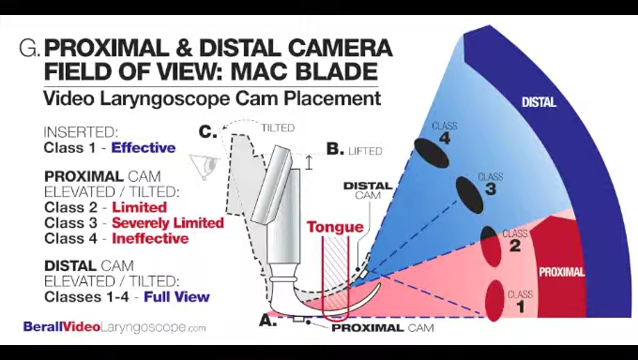 G. PROXIMAL & DISTAL CAMERA
FIELD OF VIEW: MAC BLADE
Video Laryngoscope Cam Placement
INSERTED:
Class 1 - Effective
PROXIMAL CAM
ELEVATED / TILTED:
Class 2 - Limited
Class 3 - Severely Limited
Class 4 - Ineffective
DISTAL CAM
ELEVATED / TILTED:
Classes 1-4 - Full View
BerallVideoLaryngoscope.com
C.
TILTED
B. LIFTED
DISTAL
CAM
Tongue
A.
PROXIMAL CAM
CLASS
4
CLASS
3
CLASS
2
CLASS
1
DISTAL
PROXIMAL